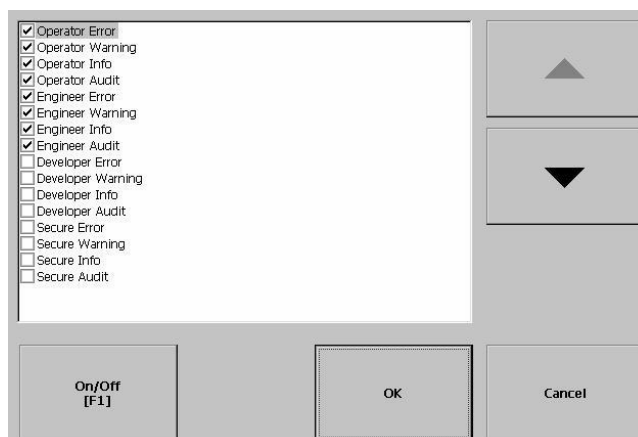 Operator Error
Operator Warning
Operator Info
Operator Audit
Engineer Error
Engineer Warning
Engineer Info
Engineer Audit
Developer Error
Developer Warning
Developer Info
Developer Audit
Secure Error
Secure Warning
Secure Info
Secure Audit
On/Off
[F1]
OK
Cancel